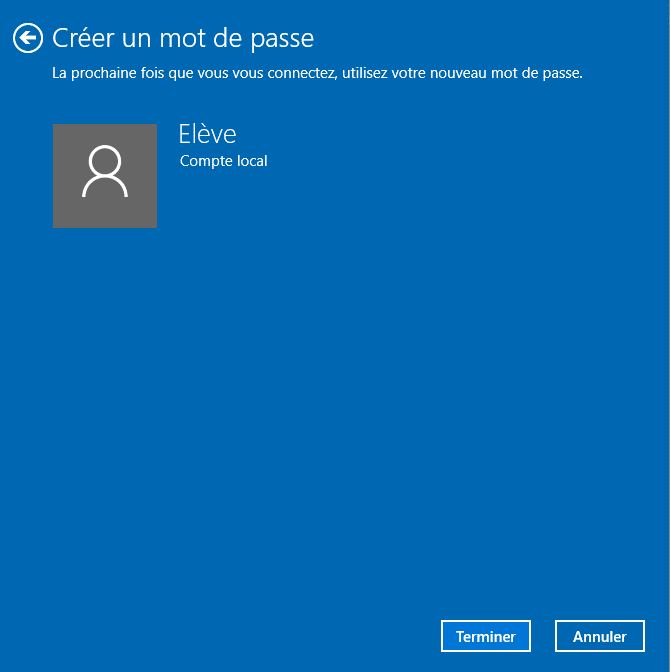 Créer un mot de passe
La prochaine fois que vous vous connectez, utilisez votre nouveau mot de passe.
Elève
Compte local
Terminer
Annuler